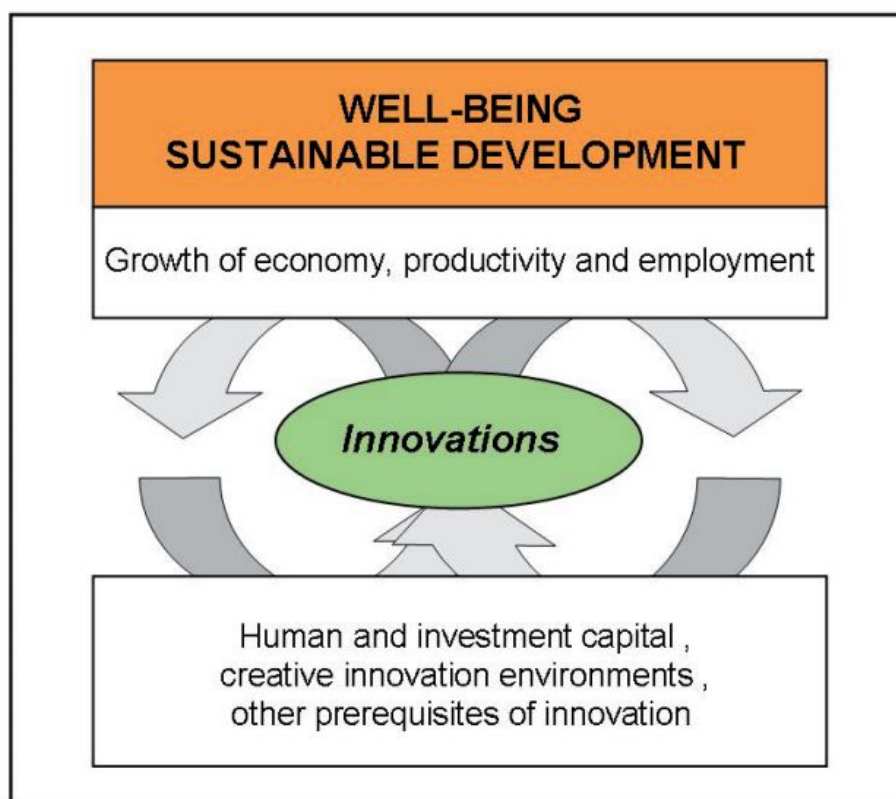 WELL-BEING
SUSTAINABLE DEVELOPMENT
Growth of economy, productivity and employment
Innovations
Human and investment capital ,
creative innovation environments ,
other prerequisites of innovation